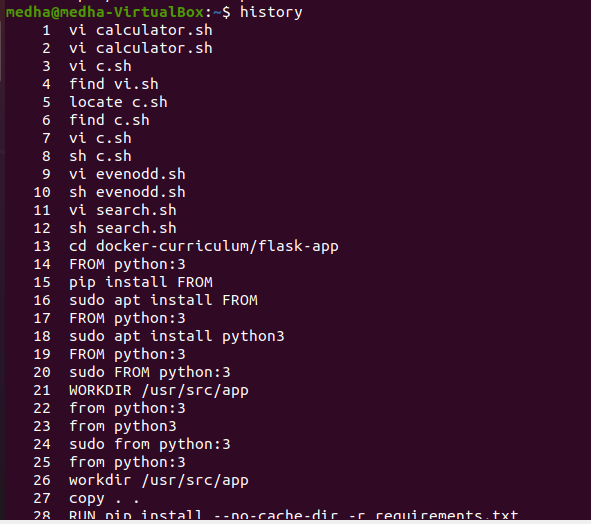 medha@medha-VirtualBox:~$ history
1 vi calculator.sh
2 vi calculator.sh
3 vi c.sh
4 find vi.sh
5 locate c.sh
6 find c.sh
7 vi c.sh
8 sh c.sh
9 vi evenodd.sh
10 sh evenodd.sh
11 vi search.sh
12 sh search.sh
13 cd docker-curriculum/flask-app
14 FROM python:3
15 pip install FROM
16 sudo apt install FROM
17 FROM python:3
18 sudo apt install python3
19 FROM python:3
20 sudo FROM python:3
21 WORKDIR /usr/src/app
22 from python:3
23 from python3
24 sudo from python:3
25 from python:3
26 workdir /usr/src/app
27 copy . .
28 RUN pip install --no-cache-dir -r requirements.txt